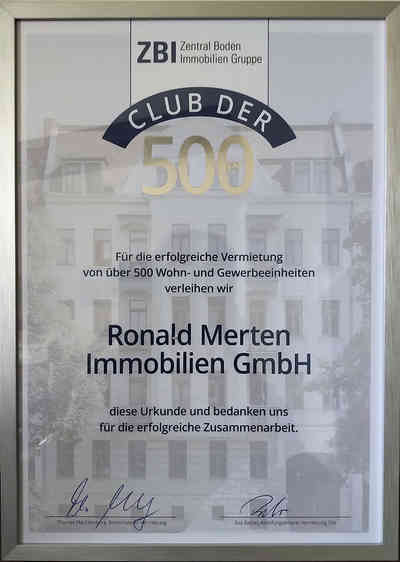 ZBI Zentral Boden
Immobilien Gruppe
CLUB DER
500
Für die erfolgreiche Vermietung
von über 500 Wohn- und Gewerbeeinheiten
verleihen wir
Ronald Merten
Immobilien GmbH
diese Urkunde und bedanken uns
für die erfolgreiche Zusammenarbeit.